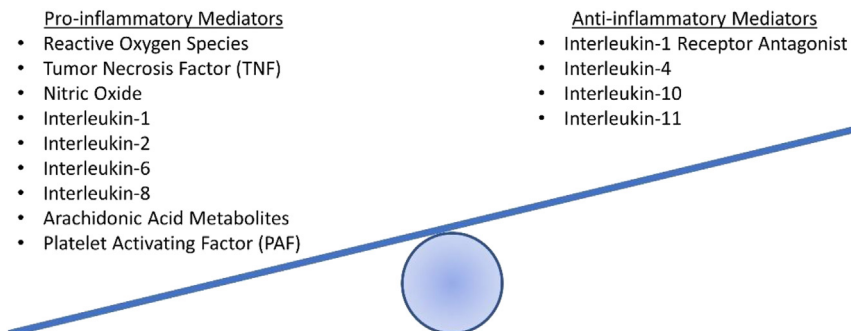 Pro-inflammatory Mediators
• Reactive Oxygen Species
• Tumor Necrosis Factor (TNF)
• Nitric Oxide
• Interleukin-1
• Interleukin-2
• Interleukin-6
• Interleukin-8
• Arachidonic Acid Metabolites
• Platelet Activating Factor (PAF)
Anti-inflammatory Mediators
• Interleukin-1 Receptor Antagonist
• Interleukin-4
• Interleukin-10
• Interleukin-11